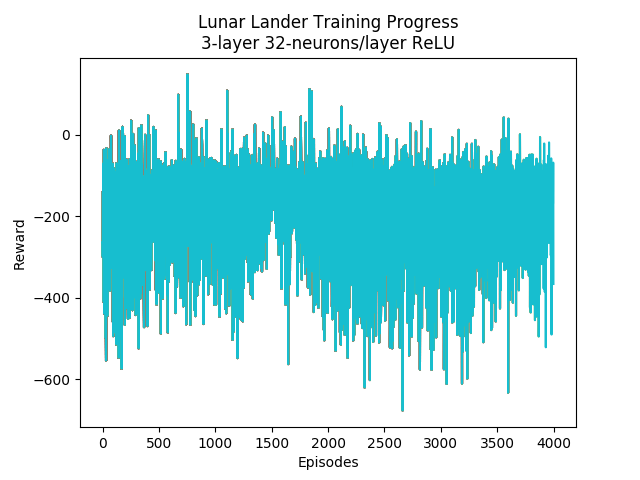 Lunar Lander Training Progress
3-layer 32-neurons/layer ReLU
Reward
0
−200
−400
−600
0 500 1000 1500 2000 2500 3000 3500 4000
Episodes